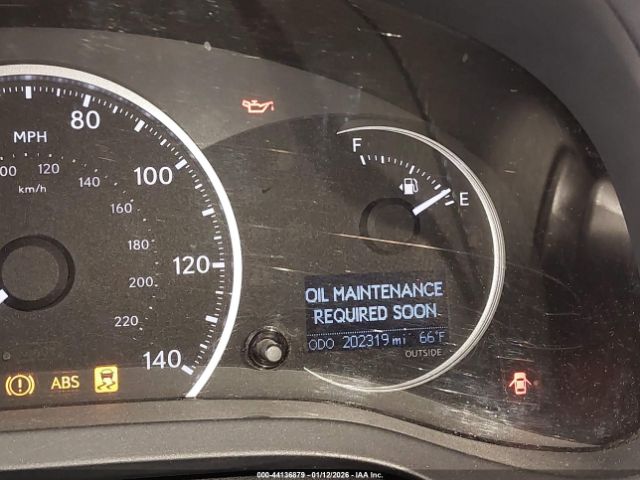 80
MPH
100
100 120 140
km/h
160
180
120
200
220
140
ABS
F
E
OIL MAINTENANCE
REQUIRED SOON
ODO 202319 mi 66°F
OUTSIDE
000-44136879 - 01/12/2026 - IAA Inc.